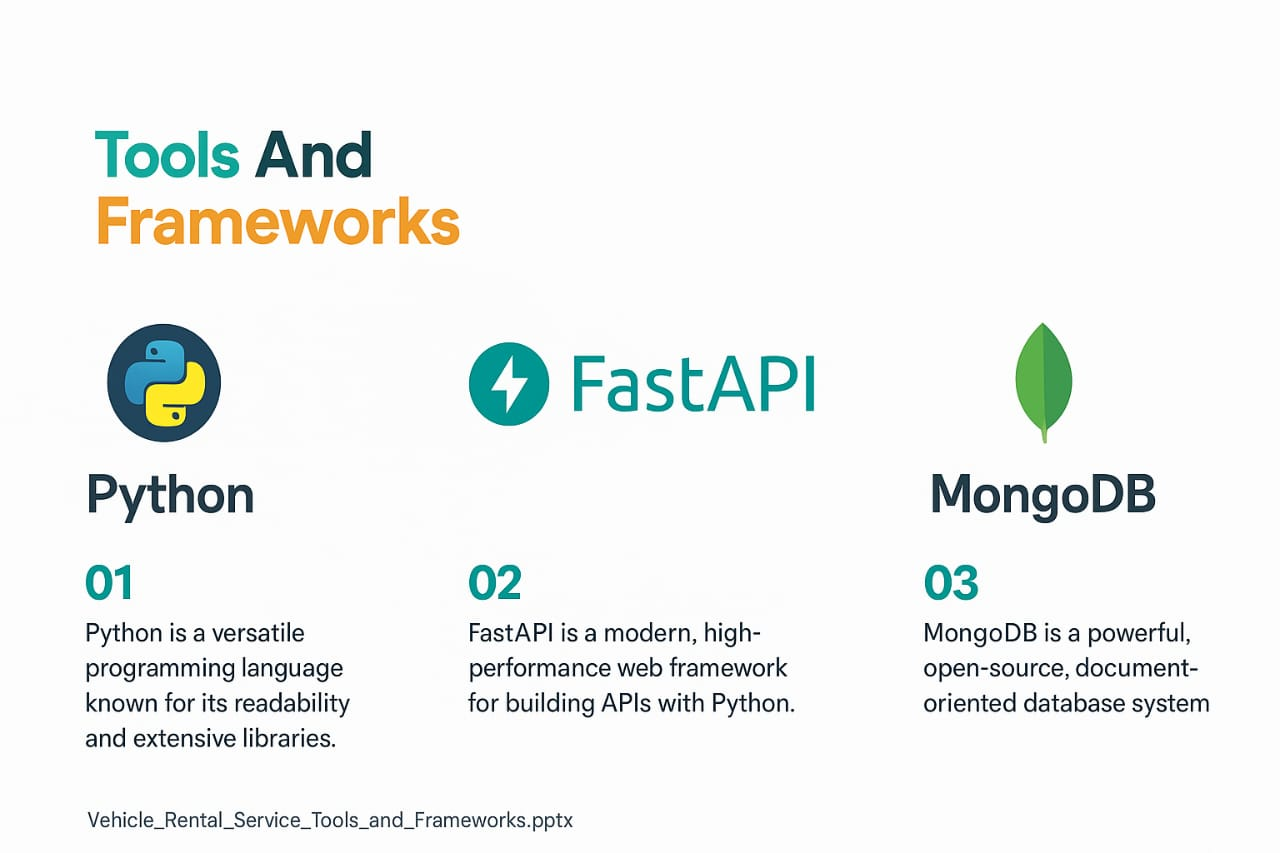 Tools And
Frameworks
FastAPI
Python
MongoDB
01
Python is a versatile
programming language
known for its readability
and extensive libraries.
02
FastAPI is a modern, high-
performance web framework
for building APIs with Python.
03
MongoDB is a powerful,
open-source, document-
oriented database system
Vehicle_Rental_Service_Tools_and_Frameworks.pptx